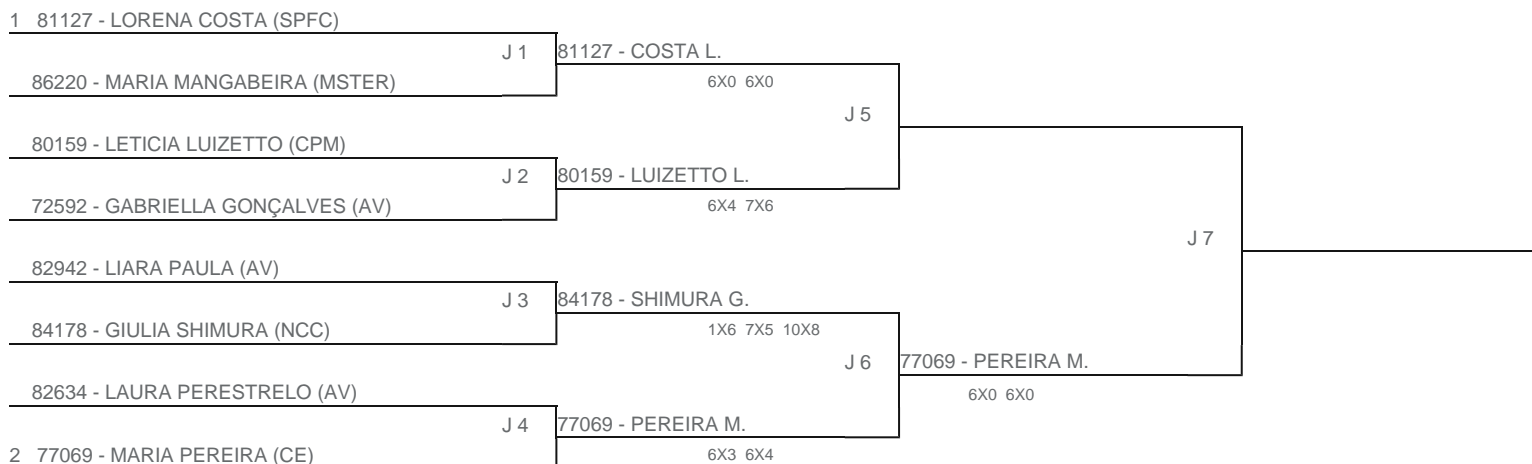 1 81127 - LORENA COSTA (SPFC)
J 1 81127 - COSTA L.
86220 - MARIA MANGABEIRA (MSTER)
6X0 6X0
J 5
80159 - LETICIA LUIZETTO (CPM)
J 2 80159 - LUIZETTO L.
72592 - GABRIELLA GONÇALVES (AV)
6X4 7X6
J 7
82942 - LIARA PAULA (AV)
J 3 84178 - SHIMURA G.
84178 - GIULIA SHIMURA (NCC)
1X6 7X5 10X8
J 6 77069 - PEREIRA M.
82634 - LAURA PERESTRELO (AV)
6X0 6X0
J 4 77069 - PEREIRA M.
2 77069 - MARIA PEREIRA (CE)
6X3 6X4